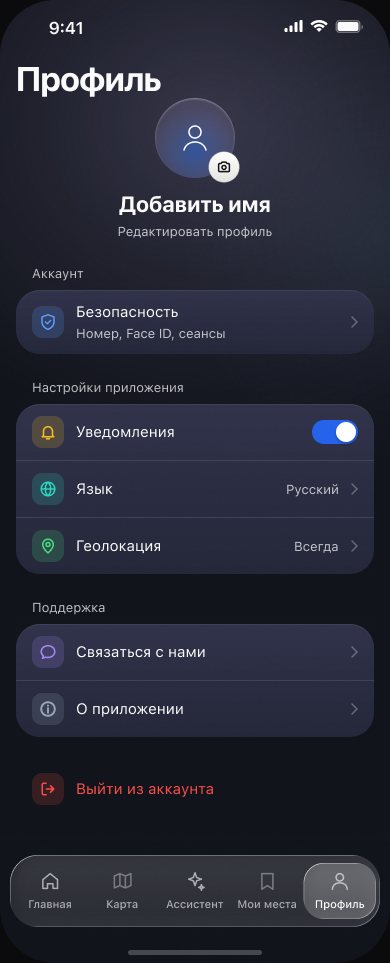 9:41
Профиль
Добавить имя
Редактировать профиль
Аккаунт
Безопасность
Номер, Face ID, сеансы
Настройки приложения
Уведомления
Язык
Русский
Геолокация
Всегда
Поддержка
Связаться с нами
О приложении
Выйти из аккаунта
Главная
Карта
Ассистент
Мои места
Профиль